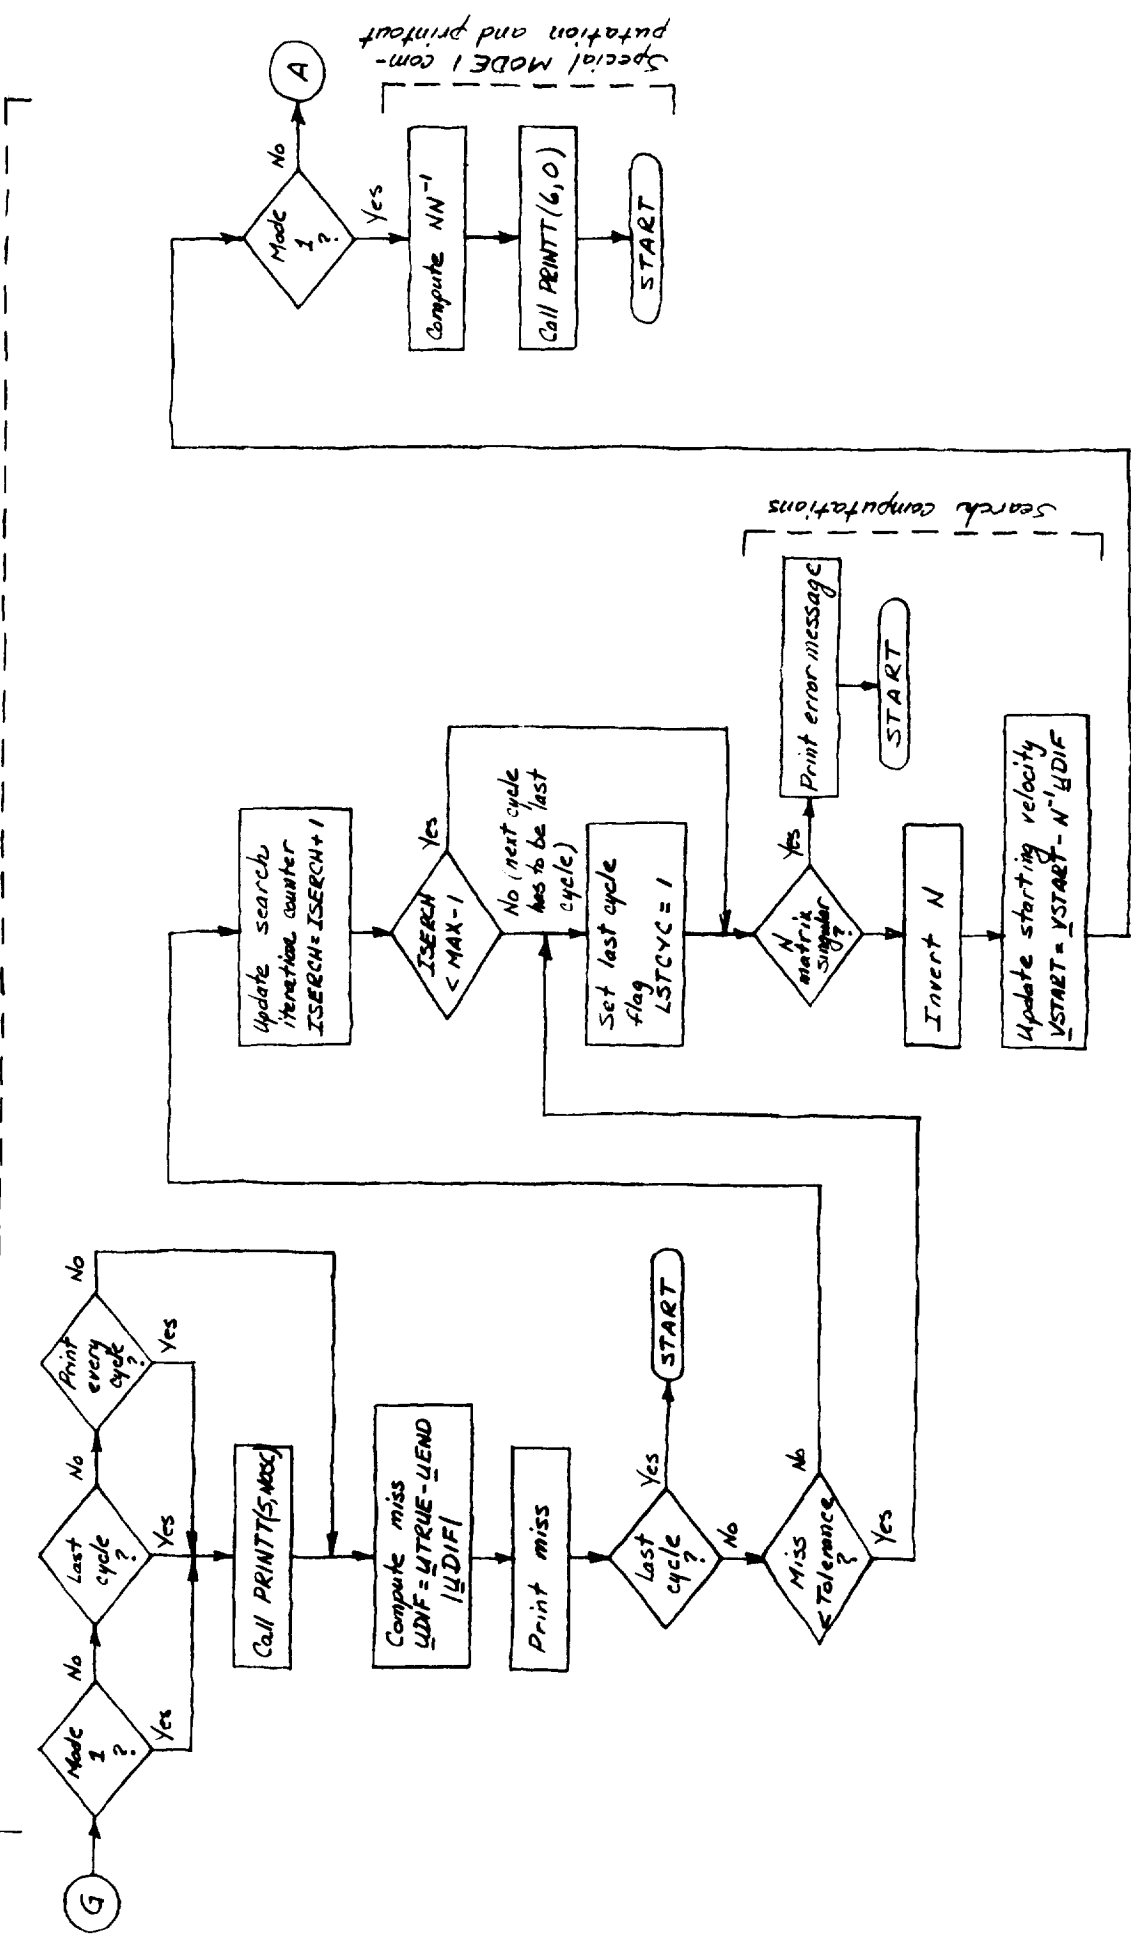 G
Mode
1
?
No
Yes
Last
cycle
?
No
Yes
Print
every
cycle
?
No
Yes
Call PRINTT(5,NOSC)
Compute miss
UDIF = UTRUE - UEND
|UDIF|
Print miss
Last
cycle
?
Yes
START
No
Miss
< Tolerance
?
No
Yes
Update search
iteration counter
ISERCH = ISERCH + 1
ISERCH
< MAX - 1
Yes
No (next cycle
has to be last
cycle)
Set last cycle
flag
LSTCYC = 1
N
matrix
singular
?
Yes
Print error message
START
Invert N
Update starting velocity
VSTART = VSTART - N⁻¹ UDIF
Search computations
Mode
1
?
No
A
Yes
Compute NN⁻¹
Call PRINTT(6,0)
START
Special MODE 1 com-
putation and printout